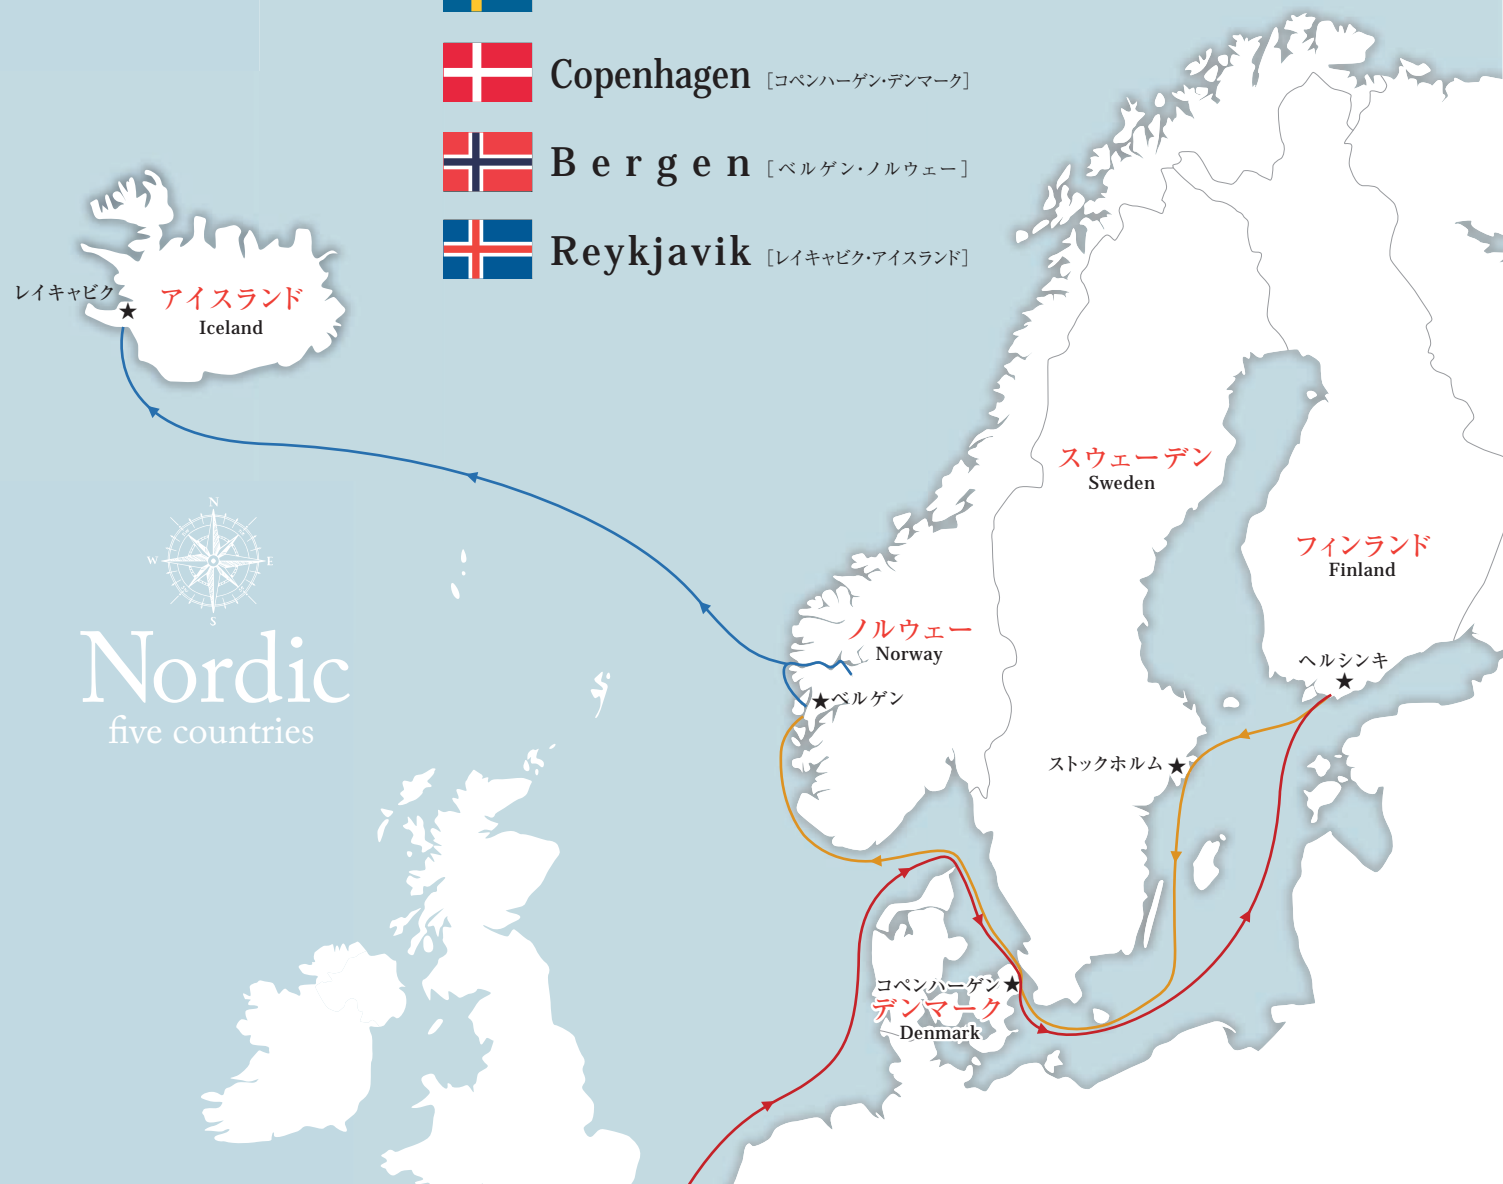 Copenhagen [コペンハーゲン・デンマーク]
Bergen [ベルゲン・ノルウェー]
Reykjavik [レイキャビク・アイスランド]
レイキャビク
アイスランド
Iceland
スウェーデン
Sweden
フィンランド
Finland
N
W
E
S
Nordic
five countries
ノルウェー
Norway
ベルゲン
ヘルシンキ
ストックホルム
コペンハーゲン
デンマーク
Denmark